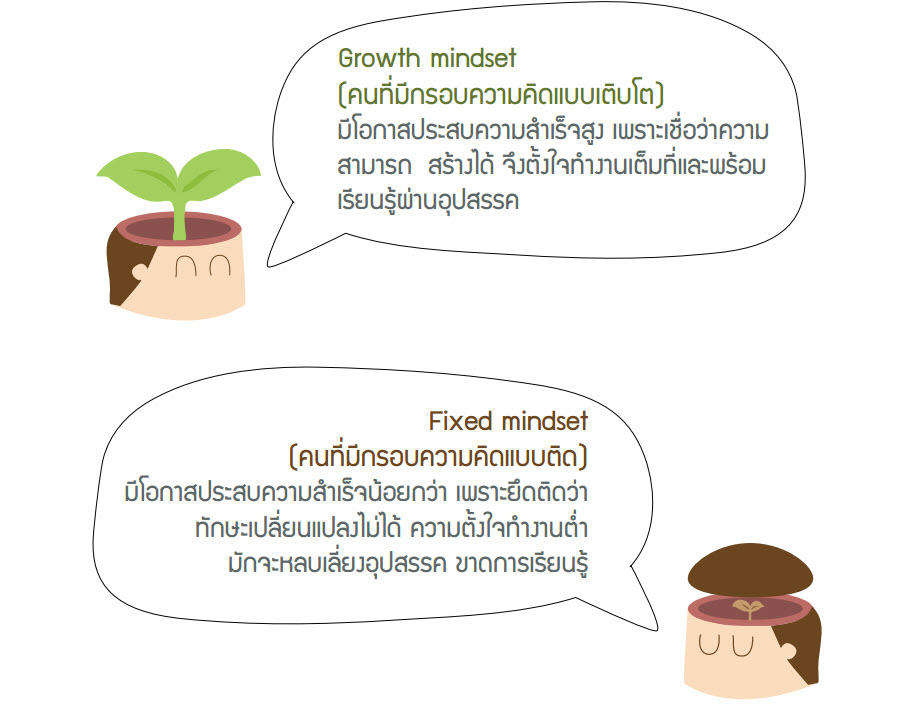 Growth mindset
(คนที่มีกรอบความคิดแบบเติบโต)
มีโอกาสประสบความสำเร็จสูง เพราะเชื่อว่าความ
สามารถ  สร้างได้ จึงตั้งใจทำงานเต็มที่และพร้อม
เรียนรู้ผ่านอุปสรรค
Fixed mindset
(คนที่มีกรอบความคิดแบบติด)
มีโอกาสประสบความสำเร็จน้อยกว่า เพราะยึดติดว่า
ทักษะเปลี่ยนแปลงไม่ได้ ความตั้งใจทำงานต่ำ
มักจะหลบเลี่ยงอุปสรรค ขาดการเรียนรู้